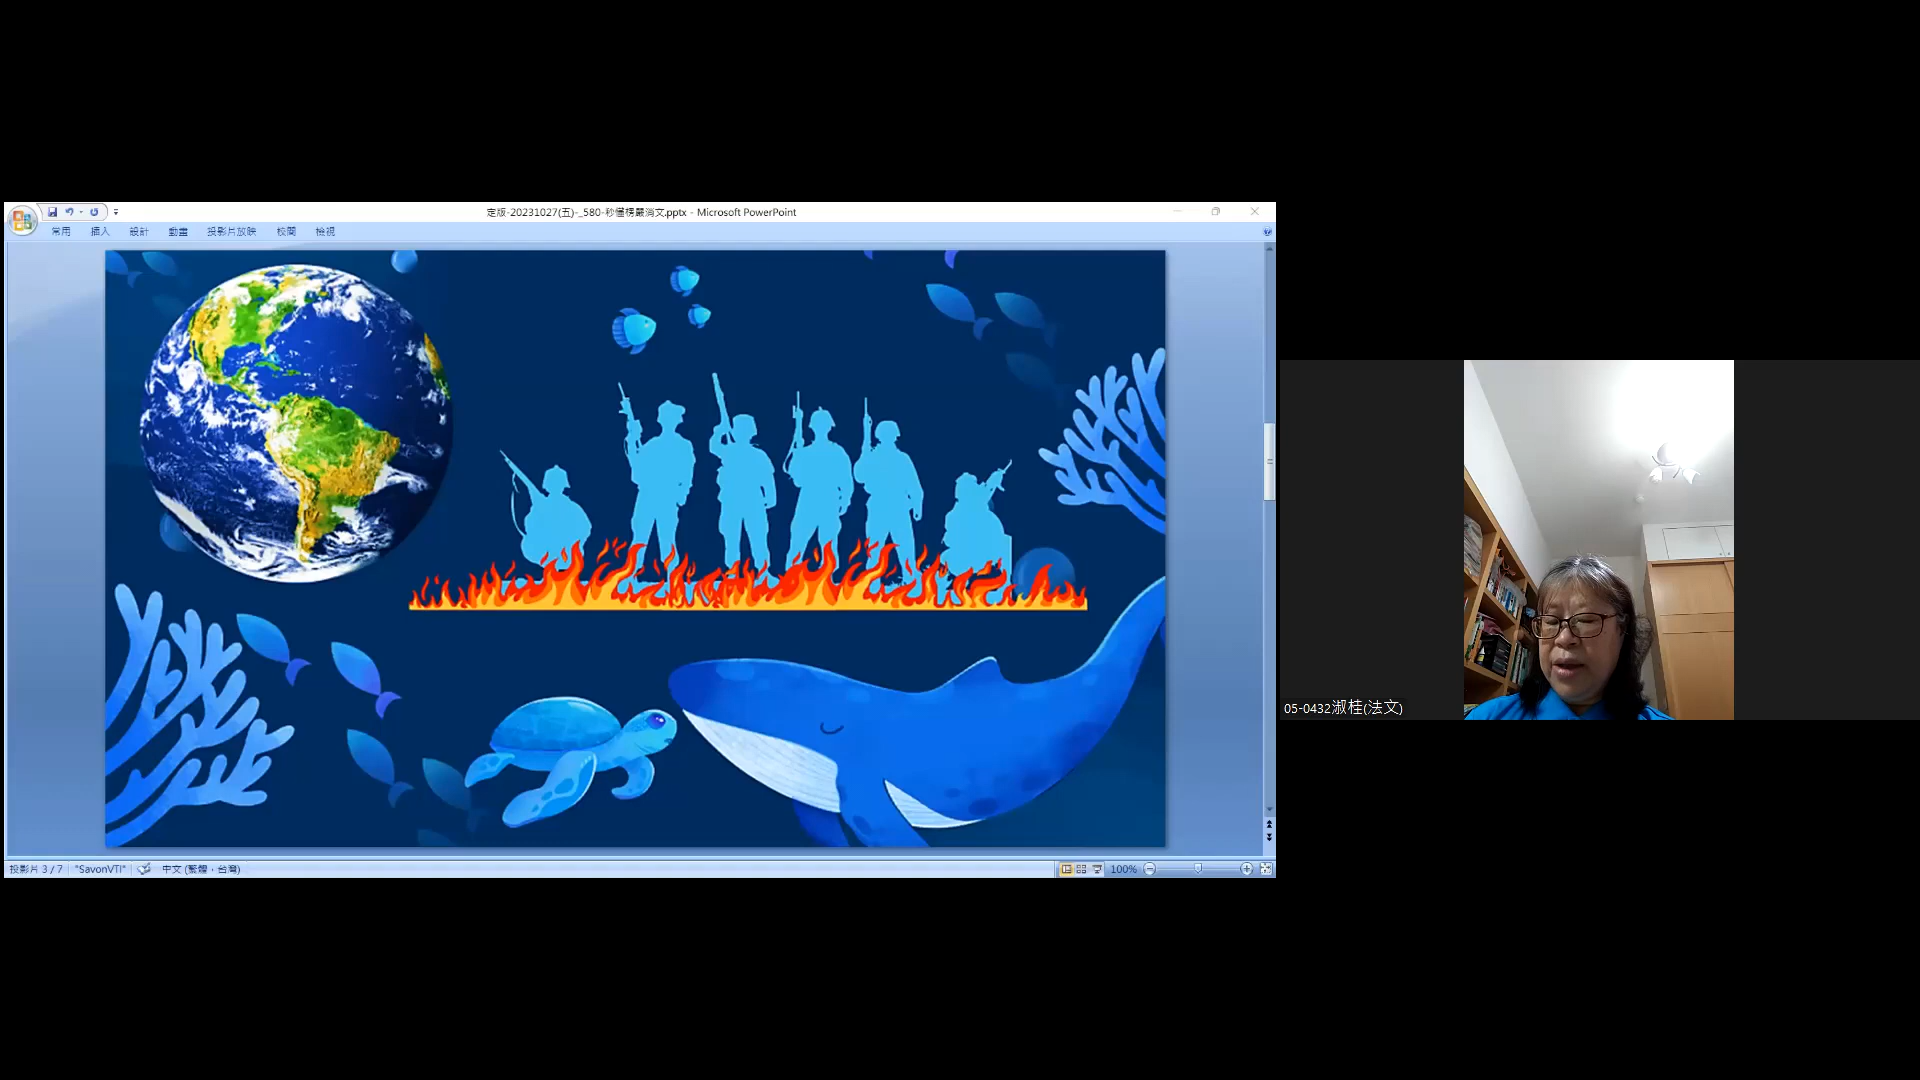 定版-20231027(五)-_580-秒懂楞嚴消文.pptx - Microsoft PowerPoint
常用 插入 設計 動畫 投影片放映 校閱 檢視
投影片 3 / 7 "SavonVTI" 中文 (繁體，台灣) 100%
05-0432淑桂(法文)